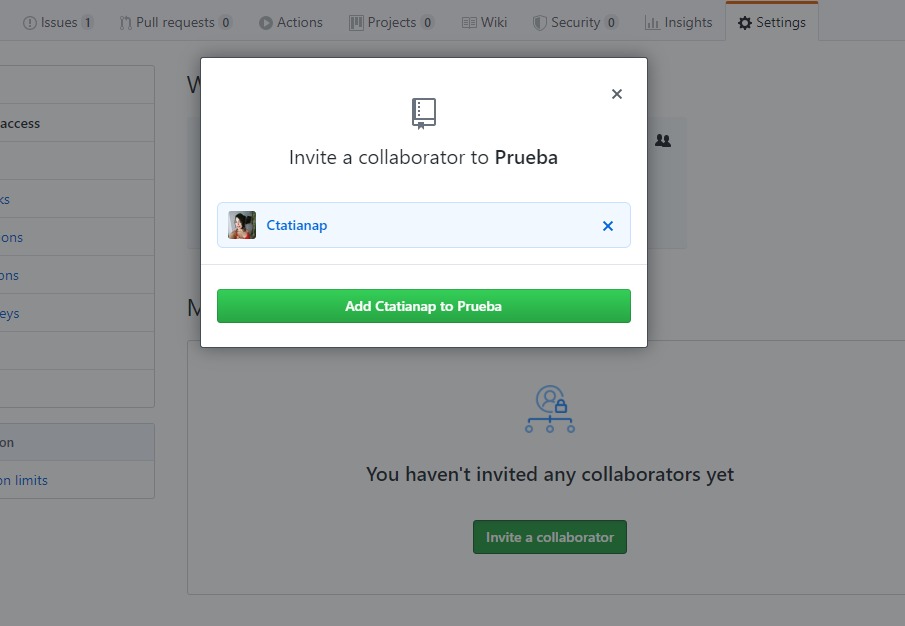 Issues 1 Pull requests 0 Actions Projects 0 Wiki Security 0 Insights Settings
access
Invite a collaborator to Prueba
Ctatianap
ons
ons
eys
Add Ctatianap to Prueba
on
on limits
You haven't invited any collaborators yet
Invite a collaborator